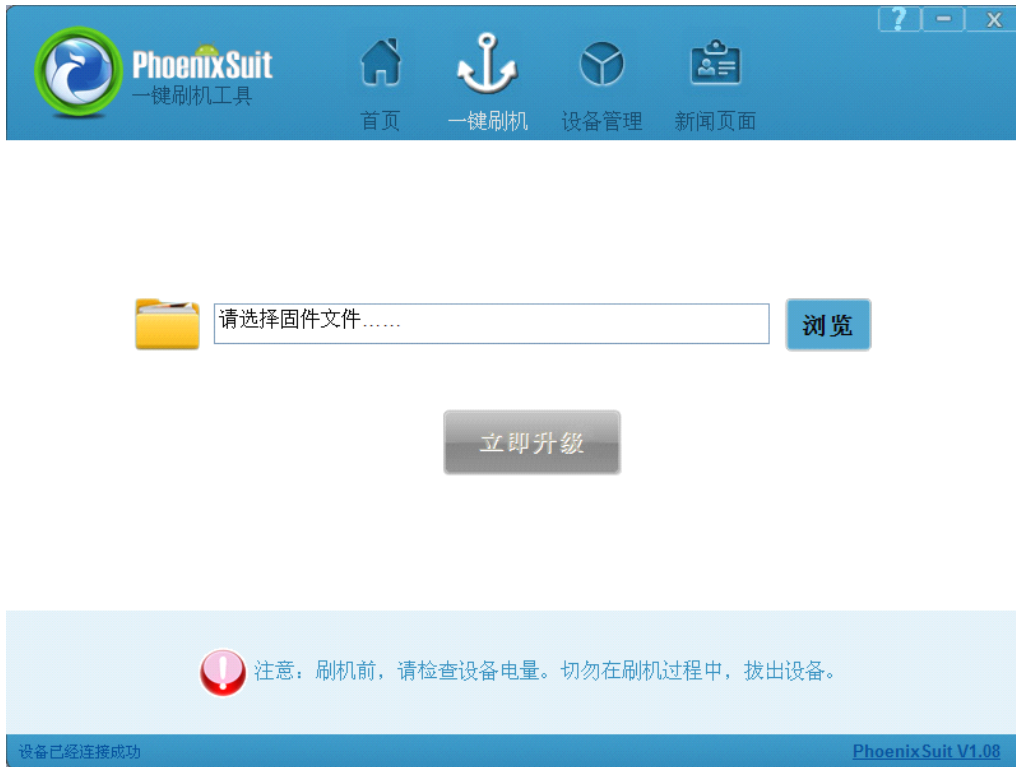 PhoenixSuit
一键刷机工具
首页
一键刷机
设备管理
新闻页面
? - X
请选择固件文件......
浏览
立即升级
注意：刷机前，请检查设备电量。切勿在刷机过程中，拔出设备。
设备已经连接成功
PhoenixSuit V1.08